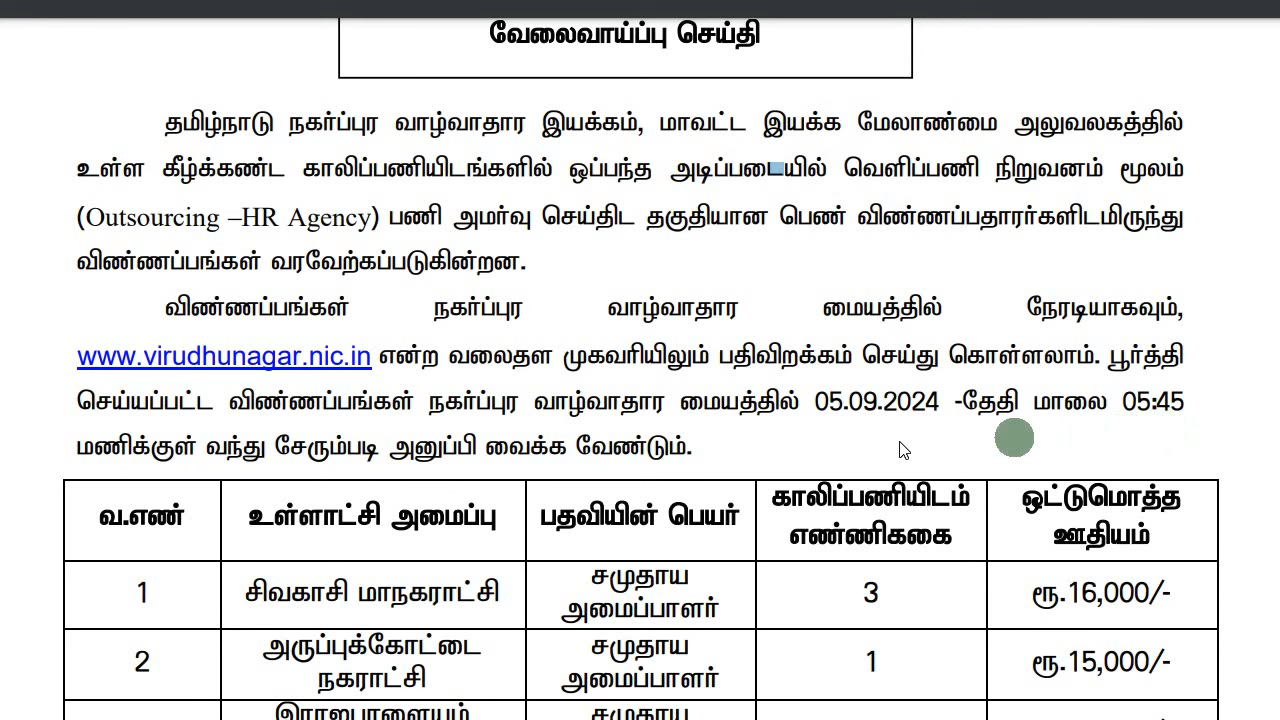 வேலைவாய்ப்பு செய்தி
தமிழ்நாடு நகர்ப்புர வாழ்வாதார இயக்கம், மாவட்ட இயக்க மேலாண்மை அலுவலகத்தில்
உள்ள கீழ்க்கண்ட காலிப்பணியிடங்களில் ஒப்பந்த அடிப்படையில் வெளிப்பணி நிறுவனம் மூலம்
(Outsourcing –HR Agency) பணி அமர்வு செய்திட தகுதியான பெண் விண்ணப்பதாரர்களிடமிருந்து
விண்ணப்பங்கள் வரவேற்கப்படுகின்றன.
விண்ணப்பங்கள் நகர்ப்புர வாழ்வாதார மையத்தில் நேரடியாகவும்,
www.virudhunagar.nic.in என்ற வலைதள முகவரியிலும் பதிவிறக்கம் செய்து கொள்ளலாம். பூர்த்தி
செய்யப்பட்ட விண்ணப்பங்கள் நகர்ப்புர வாழ்வாதார மையத்தில் 05.09.2024 -தேதி மாலை 05:45
மணிக்குள் வந்து சேரும்படி அனுப்பி வைக்க வேண்டும்.
வ.எண் உள்ளாட்சி அமைப்பு பதவியின் பெயர் காலிப்பணியிடம் எண்ணிககை ஒட்டுமொத்த ஊதியம்
1 சிவகாசி மாநகராட்சி சமுதாய அமைப்பாளர் 3 ரூ.16,000/-
2 அருப்புக்கோட்டை நகராட்சி சமுதாய அமைப்பாளர் 1 ரூ.15,000/-
இராஜபாளையம் சமுதாய